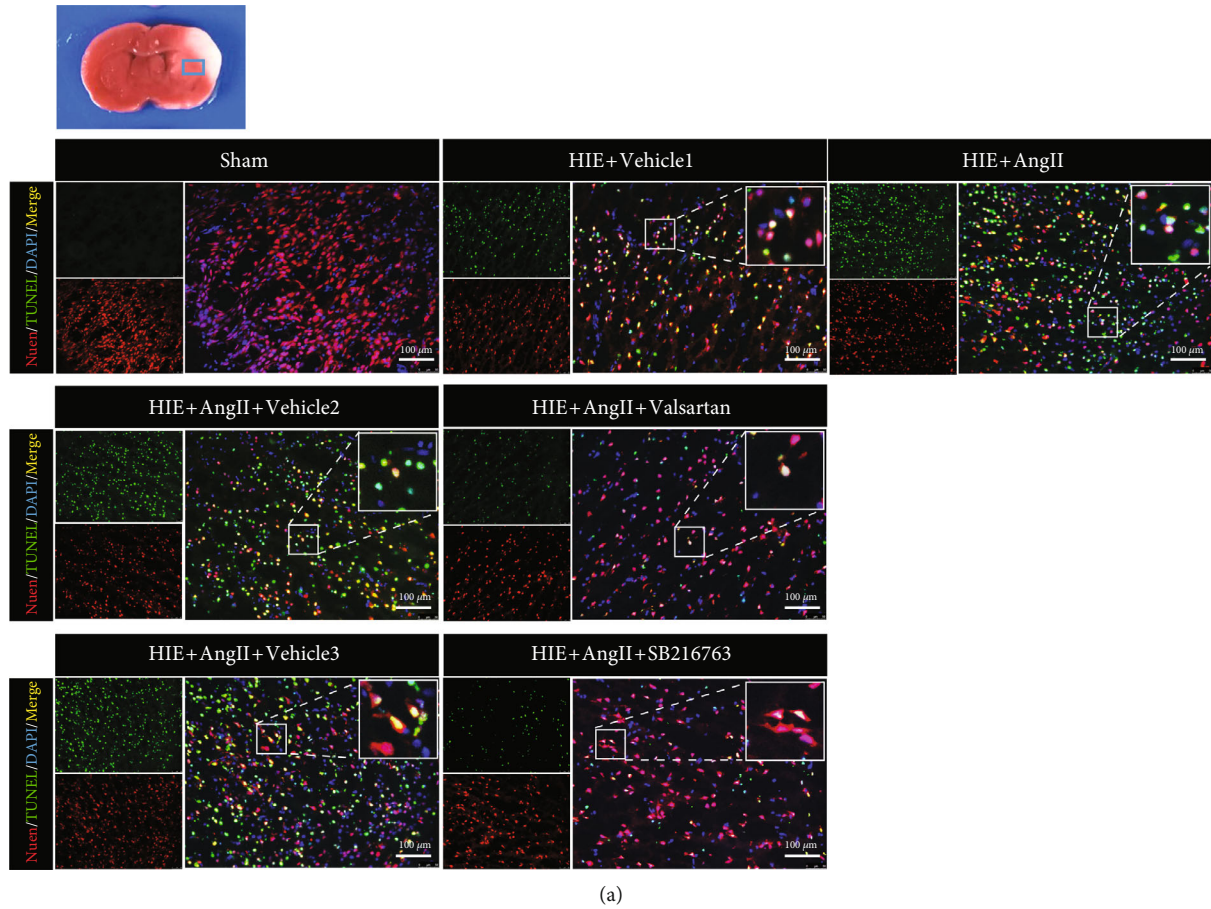 Sham
HIE+Vehicle1
HIE+AngII
Nuen/TUNEL/DAPI/Merge
100 μm
100 μm
100 μm
HIE+AngII+Vehicle2
HIE+AngII+Valsartan
Nuen/TUNEL/DAPI/Merge
100 μm
100 μm
HIE+AngII+Vehicle3
HIE+AngII+SB216763
Nuen/TUNEL/DAPI/Merge
100 μm
100 μm
(a)